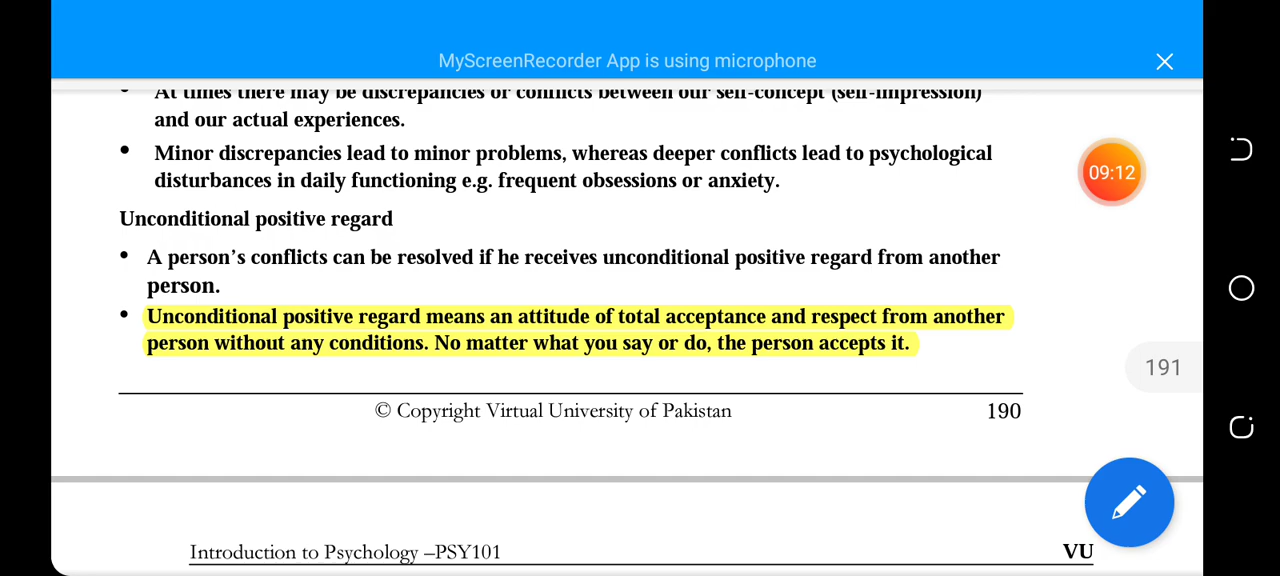 MyScreenRecorder App is using microphone
• At times there may be discrepancies or conflicts between our self-concept (self-impression)
and our actual experiences.
• Minor discrepancies lead to minor problems, whereas deeper conflicts lead to psychological
disturbances in daily functioning e.g. frequent obsessions or anxiety.
09:12
Unconditional positive regard
• A person’s conflicts can be resolved if he receives unconditional positive regard from another
person.
• Unconditional positive regard means an attitude of total acceptance and respect from another
person without any conditions. No matter what you say or do, the person accepts it.
191
© Copyright Virtual University of Pakistan 190
Introduction to Psychology –PSY101 VU